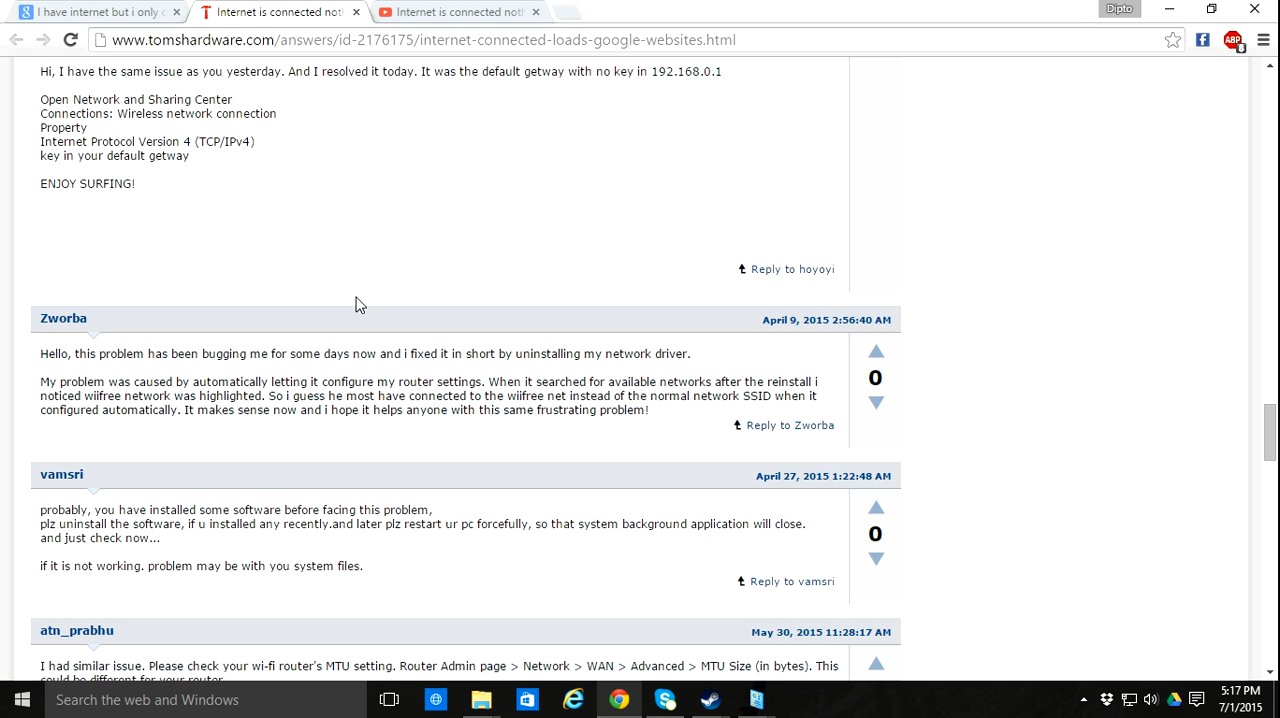 Dipto
I have internet but i only c
Internet is connected not
Internet is connected not
www.tomshardware.com/answers/id-2176175/internet-connected-loads-google-websites.html
ABP
Hi, I have the same issue as you yesterday. And I resolved it today. It was the default getway with no key in 192.168.0.1
Open Network and Sharing Center
Connections: Wireless network connection
Property
Internet Protocol Version 4 (TCP/IPv4)
key in your default getway
ENJOY SURFING!
Reply to hoyoyi
Zworba
April 9, 2015 2:56:40 AM
Hello, this problem has been bugging me for some days now and i fixed it in short by uninstalling my network driver.
0
My problem was caused by automatically letting it configure my router settings. When it searched for available networks after the reinstall i
noticed wiifree network was highlighted. So i guess he most have connected to the wiifree net instead of the normal network SSID when it
configured automatically. It makes sense now and i hope it helps anyone with this same frustrating problem!
Reply to Zworba
vamsri
April 27, 2015 1:22:48 AM
probably, you have installed some software before facing this problem,
plz uninstall the software, if u installed any recently.and later plz restart ur pc forcefully, so that system background application will close.
and just check now...
0
if it is not working. problem may be with you system files.
Reply to vamsri
atn_prabhu
May 30, 2015 11:28:17 AM
I had similar issue. Please check your wi-fi router's MTU setting. Router Admin page > Network > WAN > Advanced > MTU Size (in bytes). This
could be different for your router.
Search the web and Windows
5:17 PM
7/1/2015